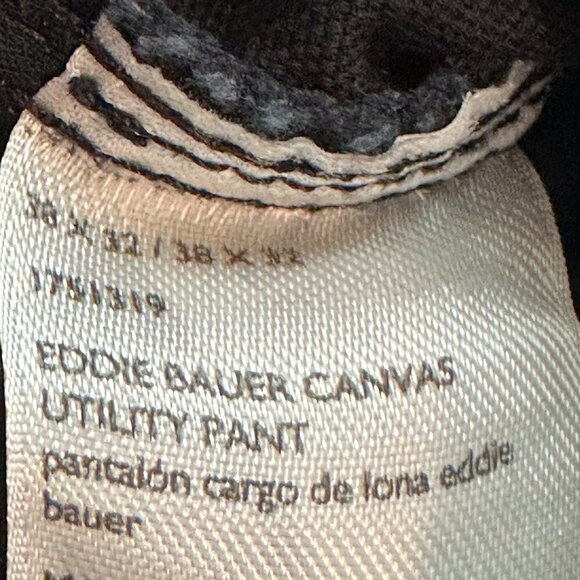 38 X 32 / 38 X 32
1751319
EDDIE BAUER CANVAS
UTILITY PANT
pantalón cargo de lona eddie
bauer